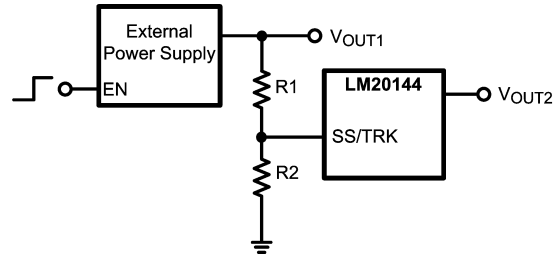 External
Power Supply
EN
VOUT1
R1
LM20144
SS/TRK
VOUT2
R2